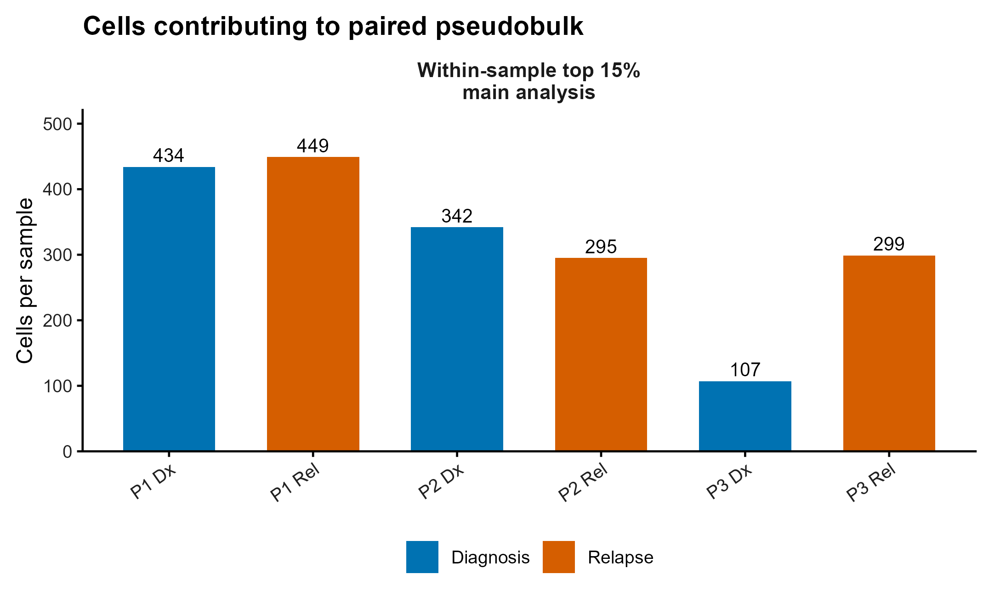 Cells contributing to paired pseudobulk
Within-sample top 15%
main analysis
Cells per sample
500
400
300
200
100
0
434
449
342
295
107
299
P1 Dx
P1 Rel
P2 Dx
P2 Rel
P3 Dx
P3 Rel
Diagnosis
Relapse